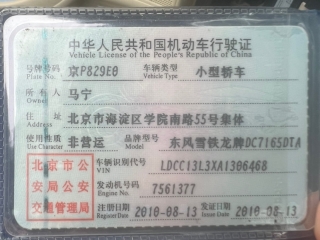 中华人民共和国机动车行驶证
Vehicle License of the People's Republic of China
号牌号码 京P829E0 车辆类型 小型轿车
Plate No. Vehicle Type
所有人 马宁
Owner
住址 北京市海淀区学院南路55号集体
Address
使用性质 非营运 品牌型号 东风雪铁龙牌DC7165DTA
Use Character Model
北京市公 车辆识别代号 LDCC13L3XA1306468
VIN
安局公安 发动机号码 7561377
Engine No.
交通管理局 注册日期 2010-08-13 发证日期 2010-08-13
Register Date Issue Date